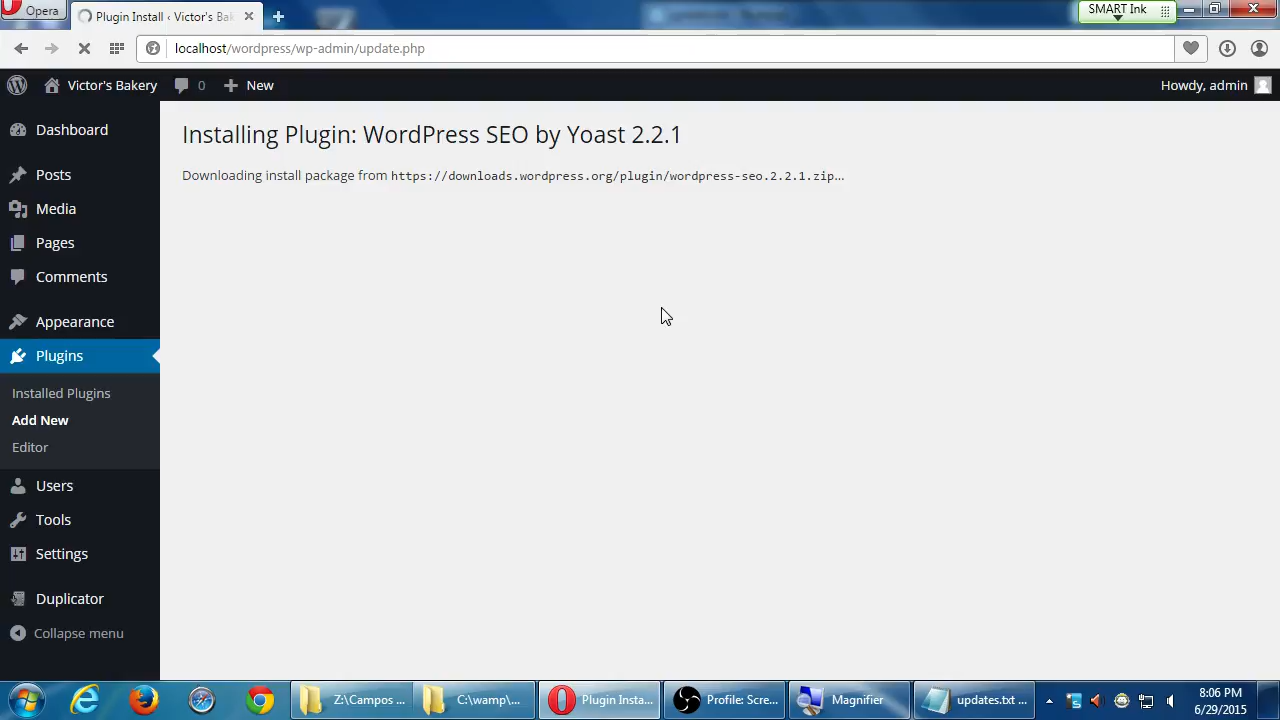 Opera
Plugin Install ‹ Victor's Bak
SMART Ink
localhost/wordpress/wp-admin/update.php
Victor's Bakery
0
New
Howdy, admin
Dashboard
Posts
Media
Pages
Comments
Appearance
Plugins
Installed Plugins
Add New
Editor
Users
Tools
Settings
Duplicator
Collapse menu
Installing Plugin: WordPress SEO by Yoast 2.2.1
Downloading install package from https://downloads.wordpress.org/plugin/wordpress-seo.2.2.1.zip…
Z:\Campos ...
C:\wamp\...
Plugin Insta...
Profile: Scre...
Magnifier
updates.txt ...
8:06 PM
6/29/2015